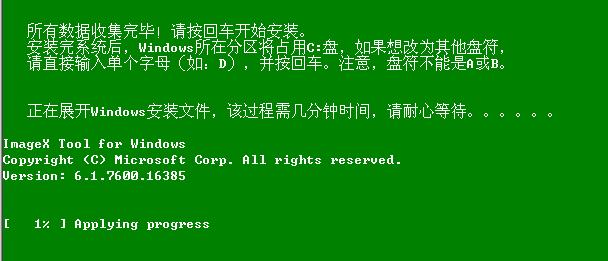 所有数据收集完毕！请按回车开始安装。
安装完系统后，Windows所在分区将占用C:盘，如果想改为其他盘符，
请直接输入单个字母（如：D），并按回车。注意，盘符不能是A或B。
正在展开Windows安装文件，该过程需几分钟时间，请耐心等待。。。。。。
ImageX Tool for Windows
Copyright (C) Microsoft Corp. All rights reserved.
Version: 6.1.7600.16385
[   1% ] Applying progress